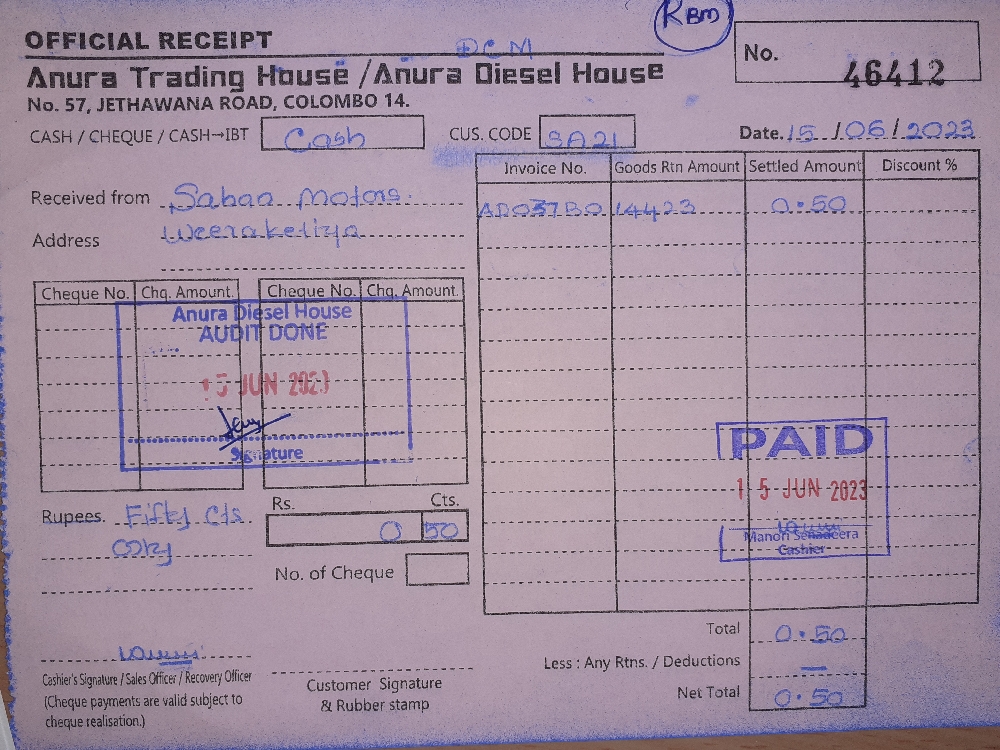 RBM
OFFICIAL RECEIPT
DCM
No. 46412
Anura Trading House /Anura Diesel House
No. 57, JETHAWANA ROAD, COLOMBO 14.
CASH / CHEQUE / CASH→IBT Cash CUS. CODE SA21 Date. 15 /06/2023
Invoice No. Goods Rtn Amount Settled Amount Discount %
Received from Sahaa Motors.
AD037BO 14423 0.50
Address Weerakeliya
Cheque No. Chq. Amount. Cheque No. Chq. Amount.
Anura Diesel House
AUDIT DONE
15 JUN 2023
Signature
PAID
15 JUN 2023
Manori Senadeera
Cashier
Rupees. Fifty Cts
only
Rs. Cts.
0 50
No. of Cheque
Total 0.50
Less : Any Rtns. / Deductions —
Net Total 0.50
Cashier's Signature / Sales Officer / Recovery Officer
(Cheque payments are valid subject to
cheque realisation.)
Customer Signature
& Rubber stamp